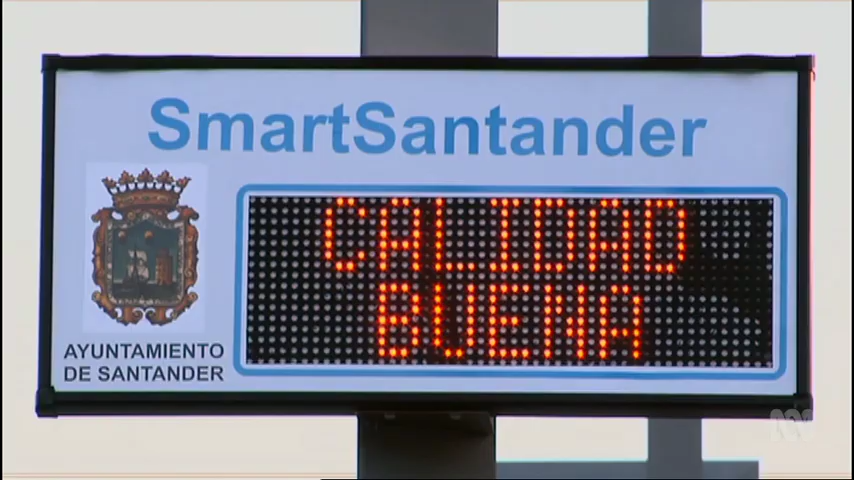 SmartSantander
CALIDAD
BUENA
AYUNTAMIENTO
DE SANTANDER